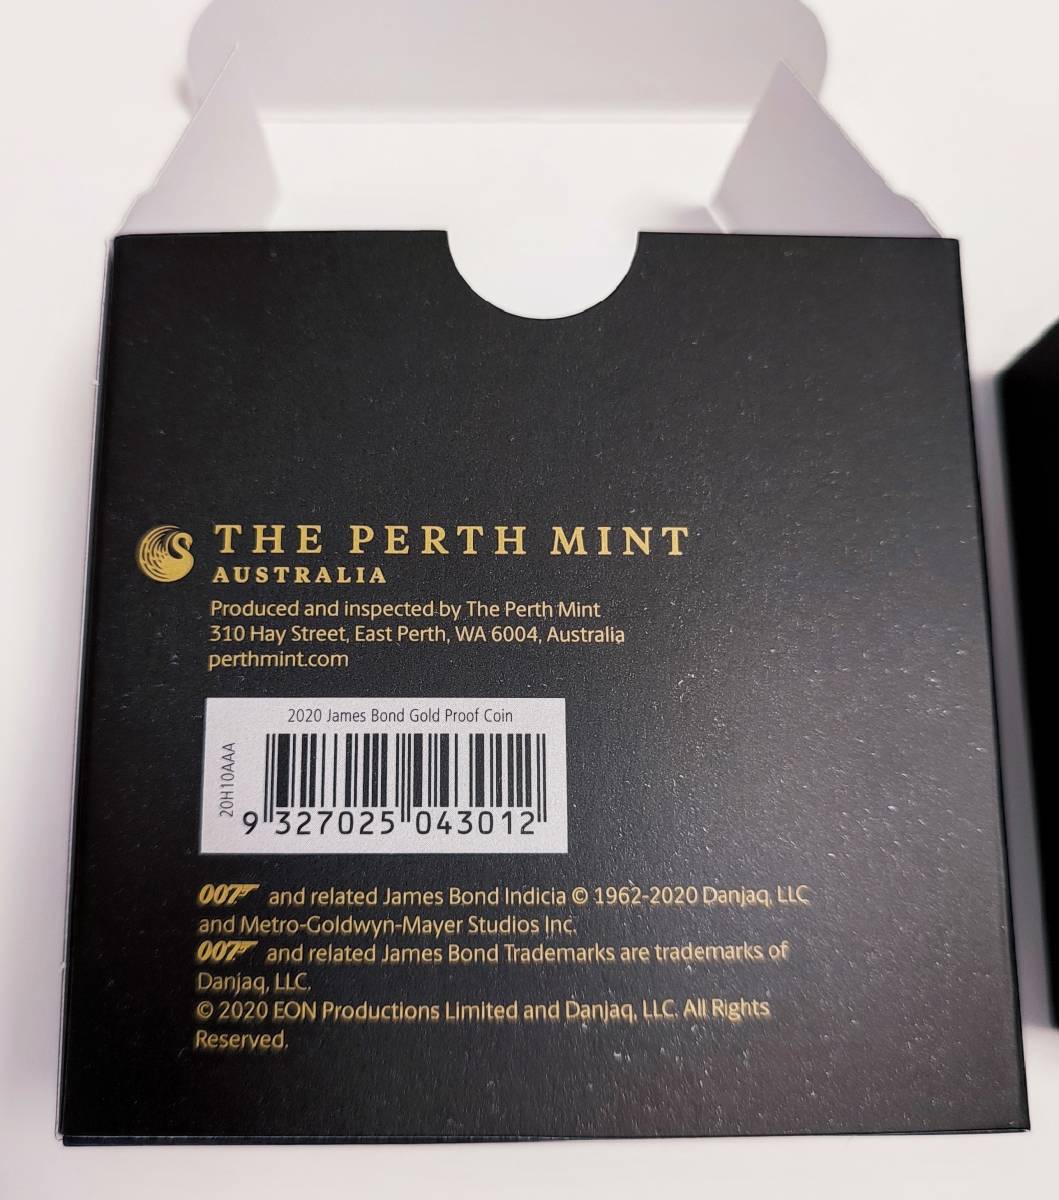 THE PERTH MINT
AUSTRALIA
Produced and inspected by The Perth Mint
310 Hay Street, East Perth, WA 6004, Australia
perthmint.com
2020 James Bond Gold Proof Coin
20H10AAA
9 327025 043012
007 and related James Bond Indicia © 1962-2020 Danjaq, LLC
and Metro-Goldwyn-Mayer Studios Inc.
007 and related James Bond Trademarks are trademarks of
Danjaq, LLC.
© 2020 EON Productions Limited and Danjaq, LLC. All Rights
Reserved.